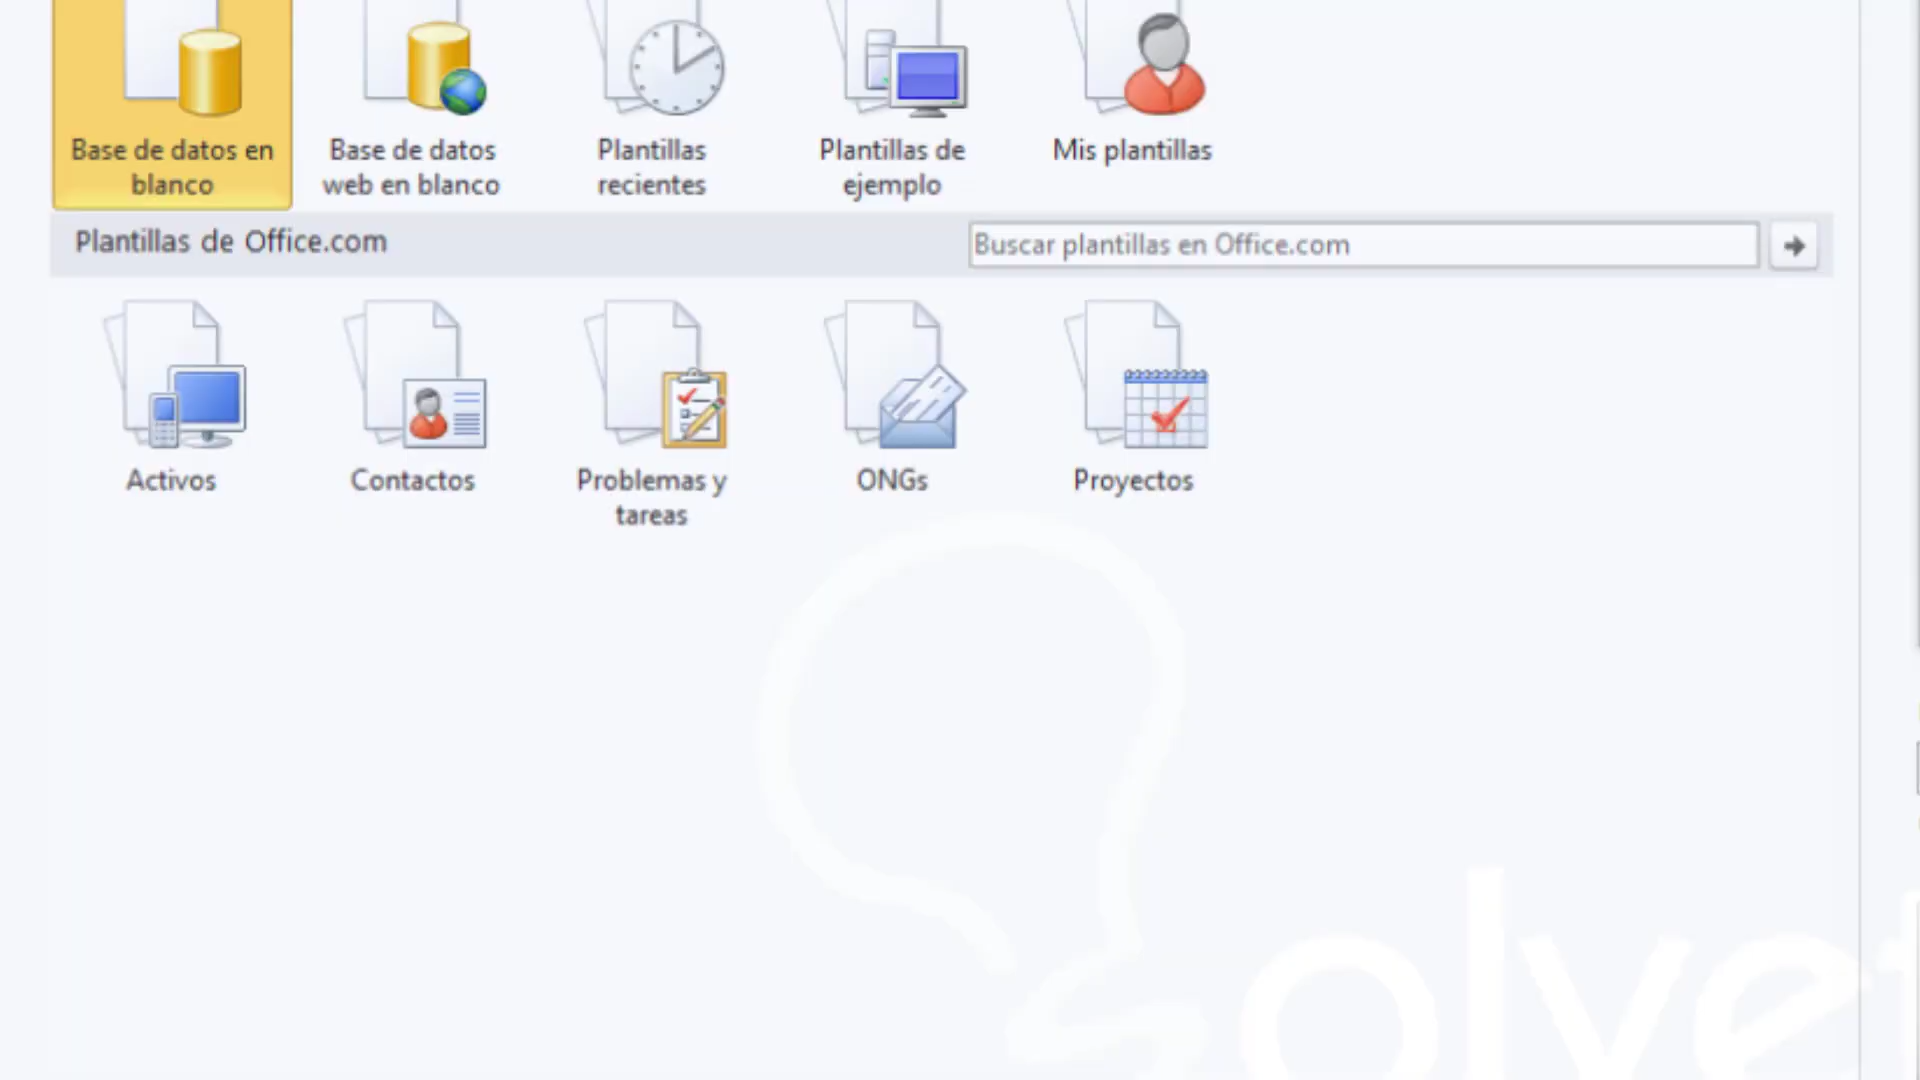 Base de datos en
blanco
Base de datos
web en blanco
Plantillas
recientes
Plantillas de
ejemplo
Mis plantillas
Plantillas de Office.com
Buscar plantillas en Office.com
Activos
Contactos
Problemas y
tareas
ONGs
Proyectos
olvet